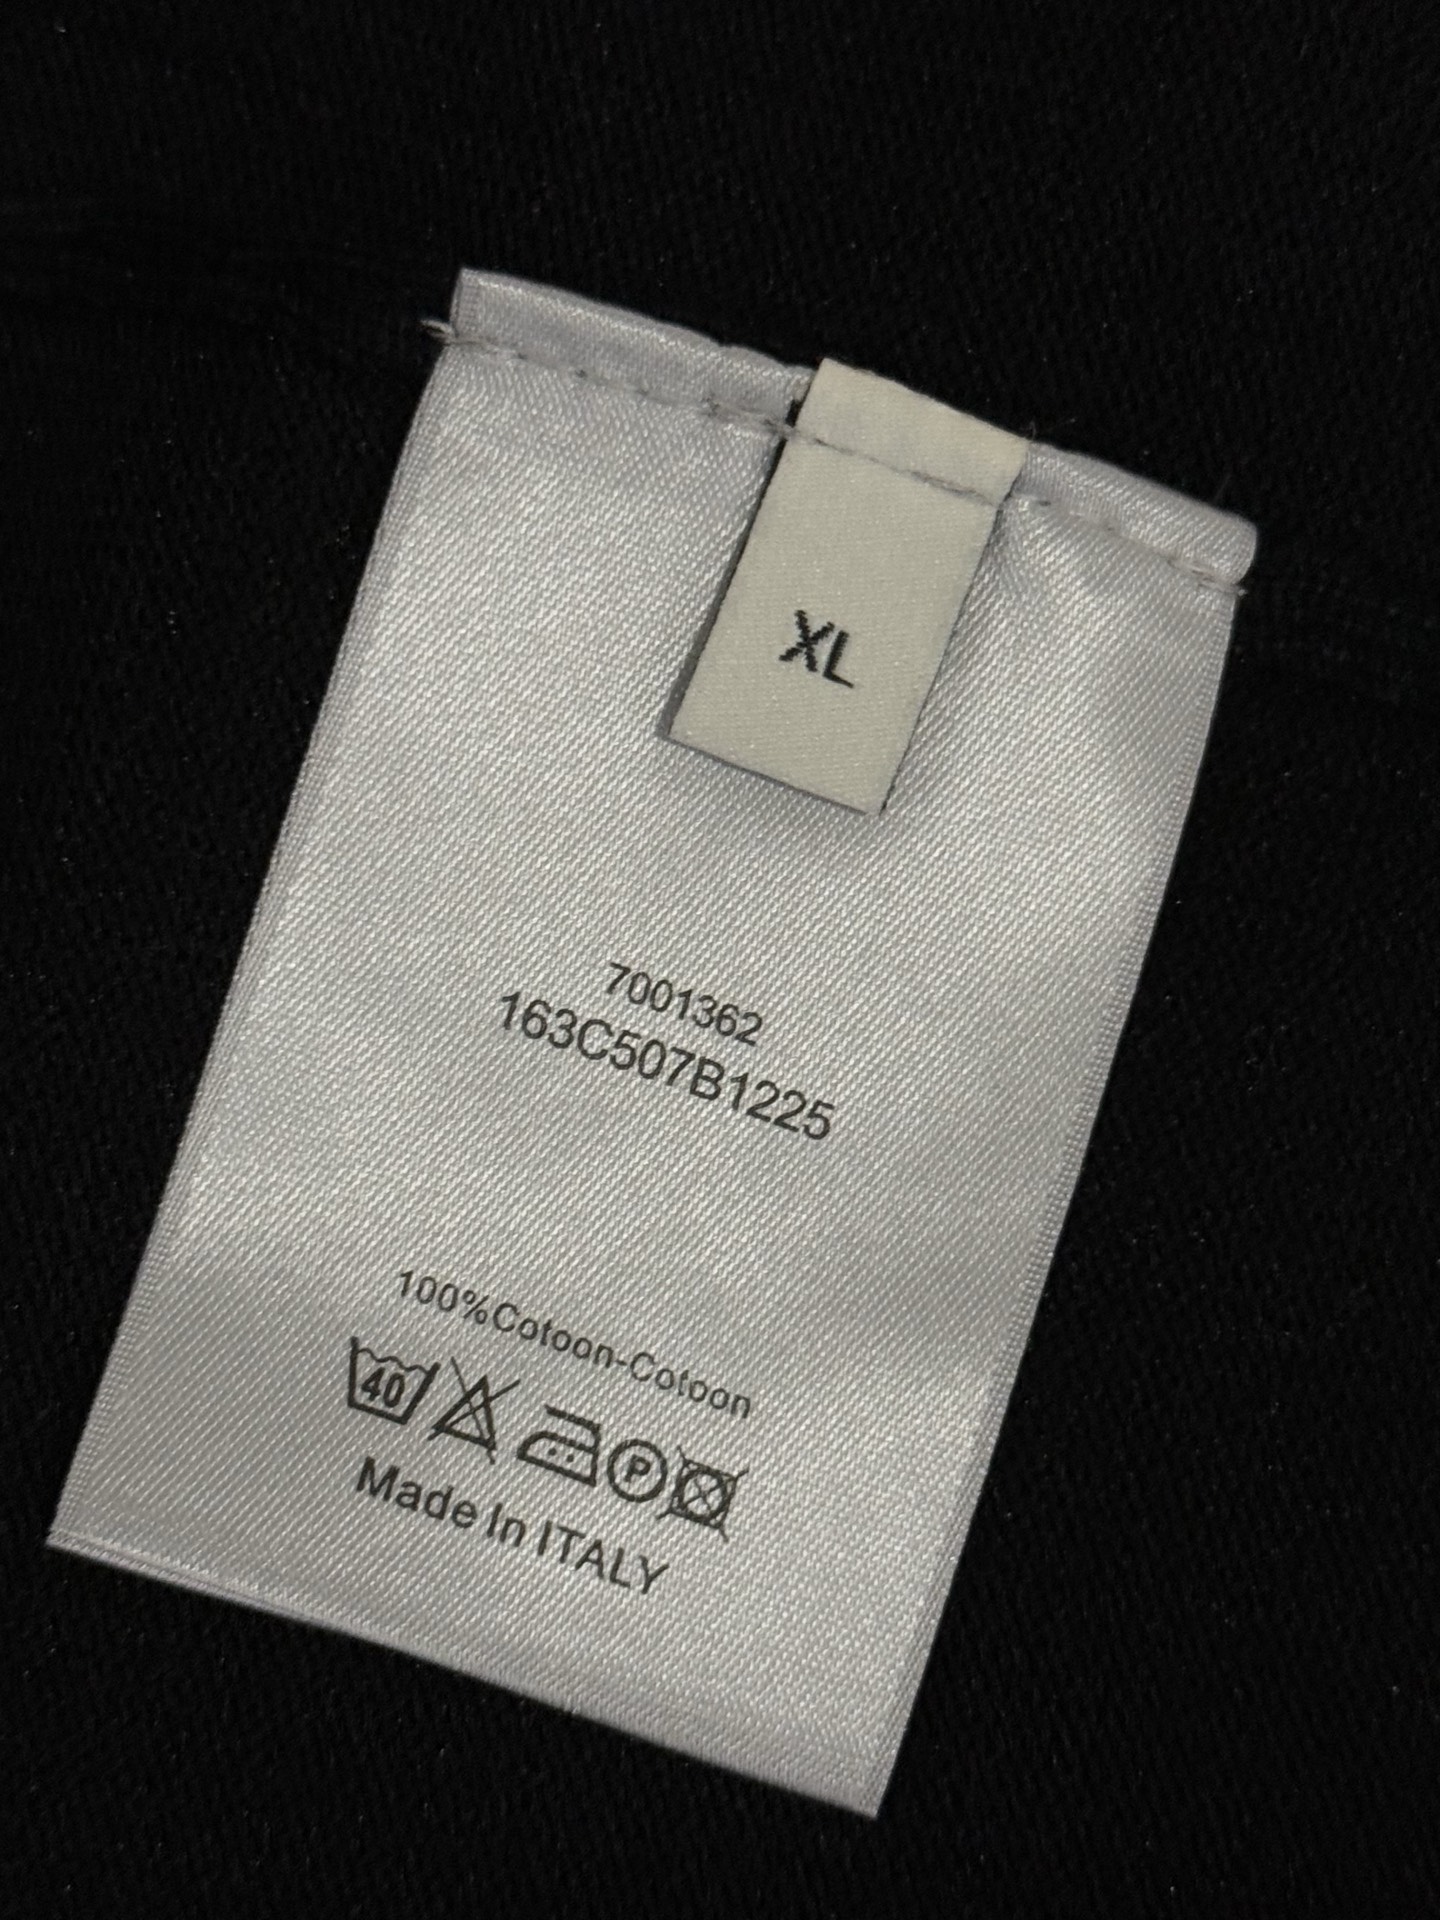 XL
7001362
163C507B1225
100%Cotoon-Cotoon
40
P
Made In ITALY